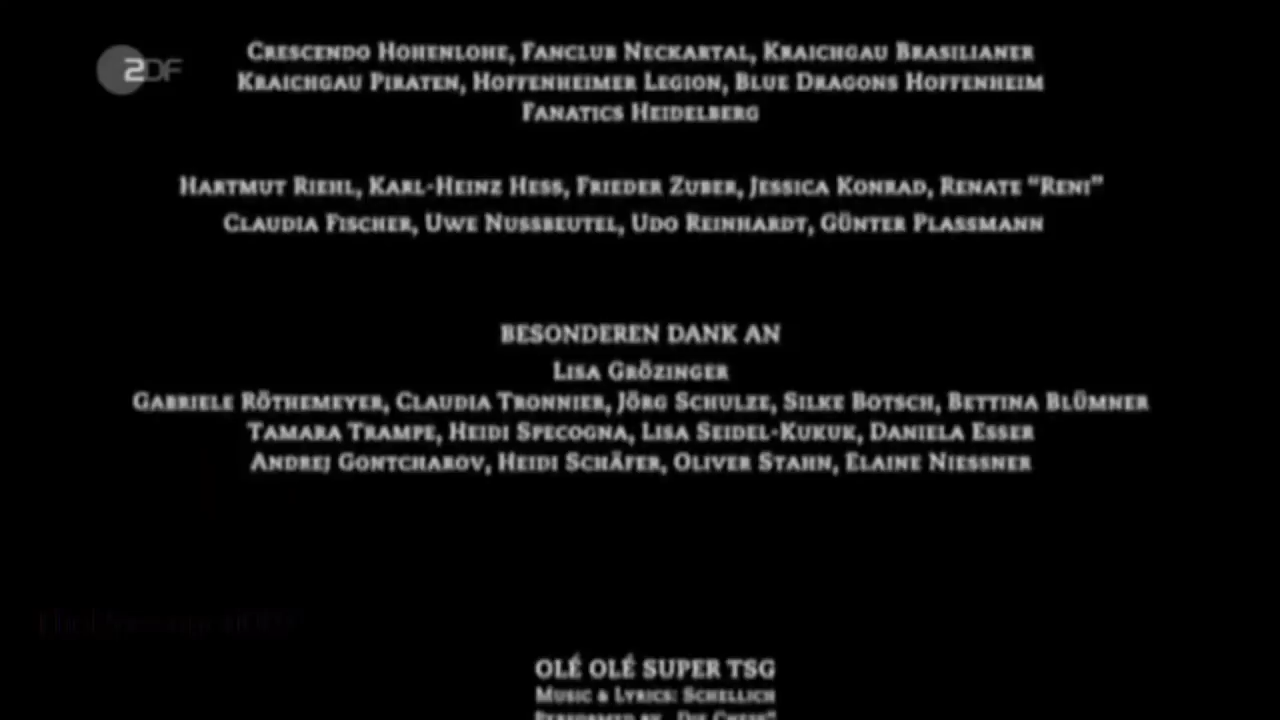 ZDF
Crescendo Hohenlohe, Fanclub Neckartal, Kraichgau Brasilianer
Kraichgau Piraten, Hoffenheimer Legion, Blue Dragons Hoffenheim
Fanatics Heidelberg
Hartmut Riehl, Karl-Heinz Hess, Frieder Zuber, Jessica Konrad, Renate “Reni”
Claudia Fischer, Uwe Nussbeutel, Udo Reinhardt, Günter Plassmann
BESONDEREN DANK AN
Lisa Grözinger
Gabriele Röthemeyer, Claudia Tronnier, Jörg Schulze, Silke Botsch, Bettina Blümner
Tamara Trampe, Heidi Specogna, Lisa Seidel-Kukuk, Daniela Esser
Andrej Gontcharov, Heidi Schäfer, Oliver Stahn, Elaine Niessner
OLÉ OLÉ SUPER TSG
Music & Lyrics: Schellich
Performed by